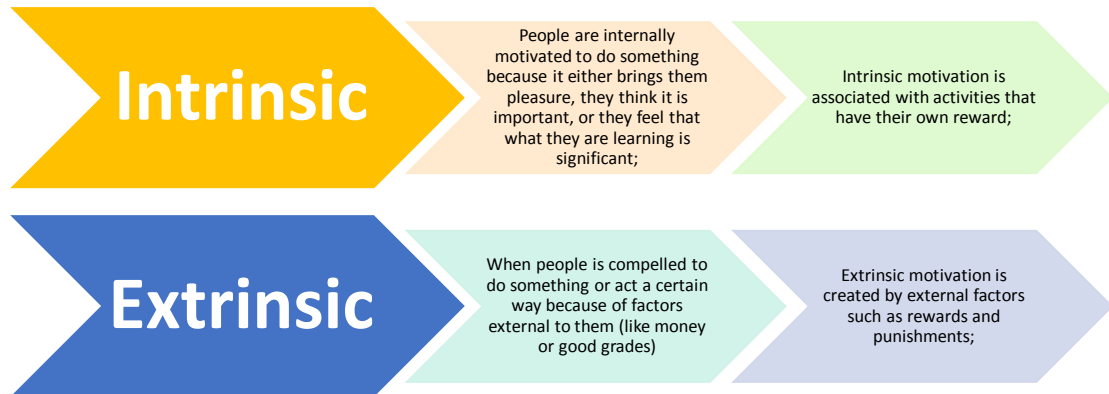 Intrinsic
People are internally
motivated to do something
because it either brings them
pleasure, they think it is
important, or they feel that
what they are learning is
significant;
Intrinsic motivation is
associated with activities that
have their own reward;
Extrinsic
When people is compelled to
do something or act a certain
way because of factors
external to them (like money
or good grades)
Extrinsic motivation is
created by external factors
such as rewards and
punishments;